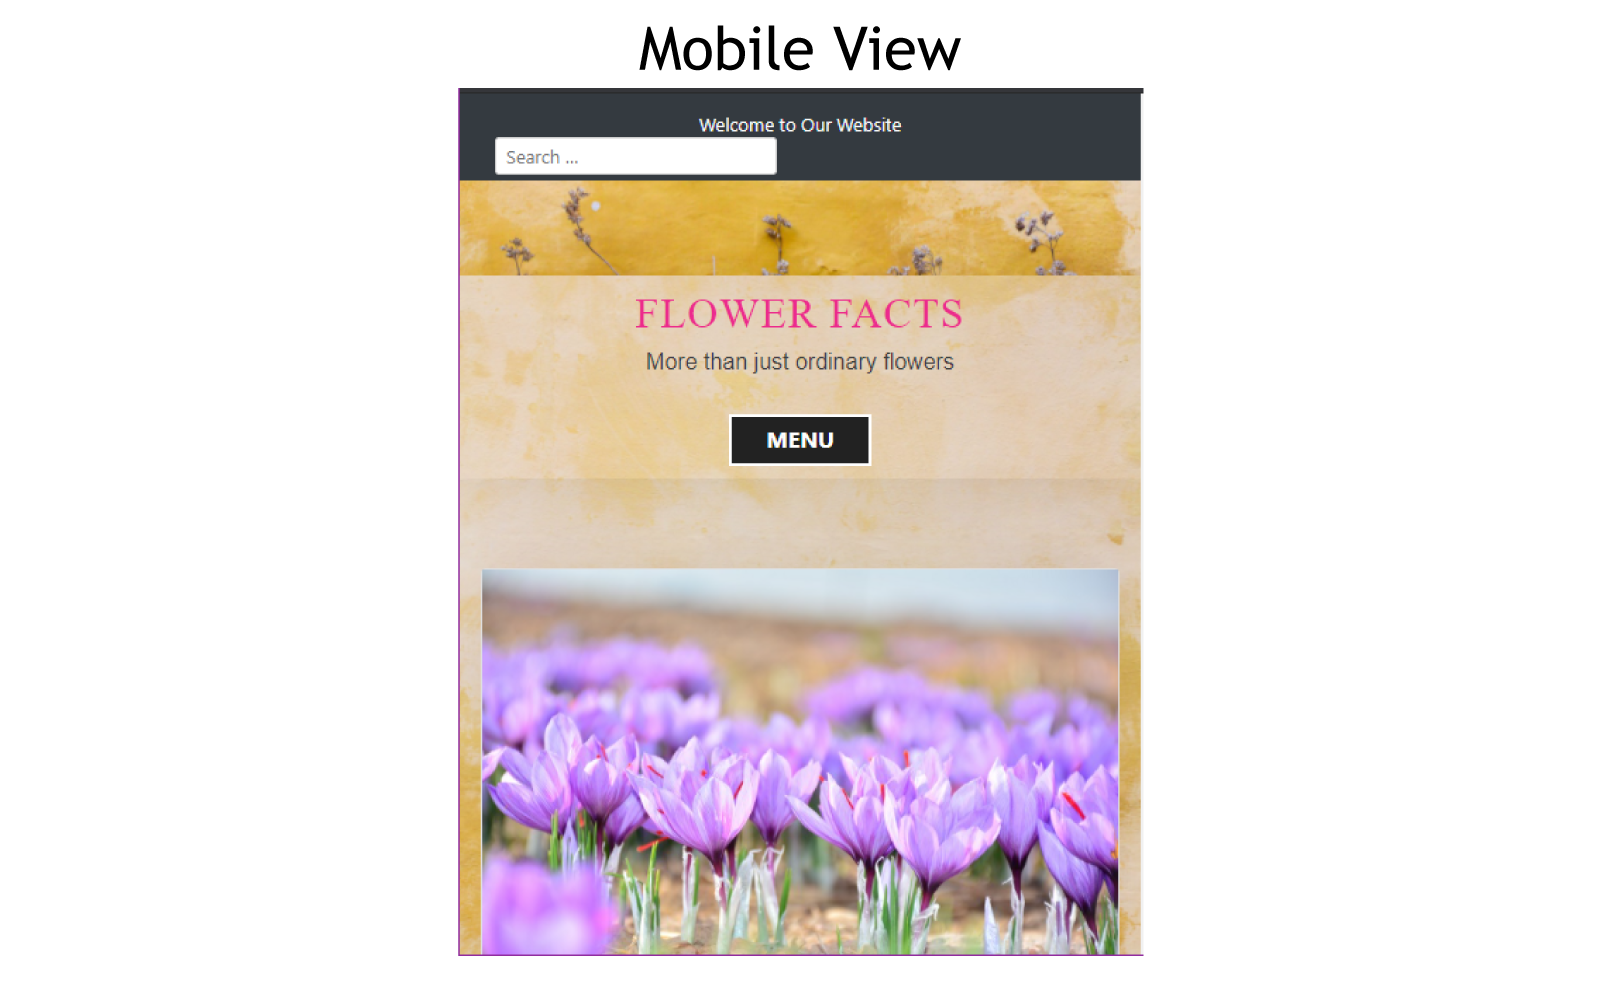 Mobile View
Welcome to Our Website
Search ...
FLOWER FACTS
More than just ordinary flowers
MENU